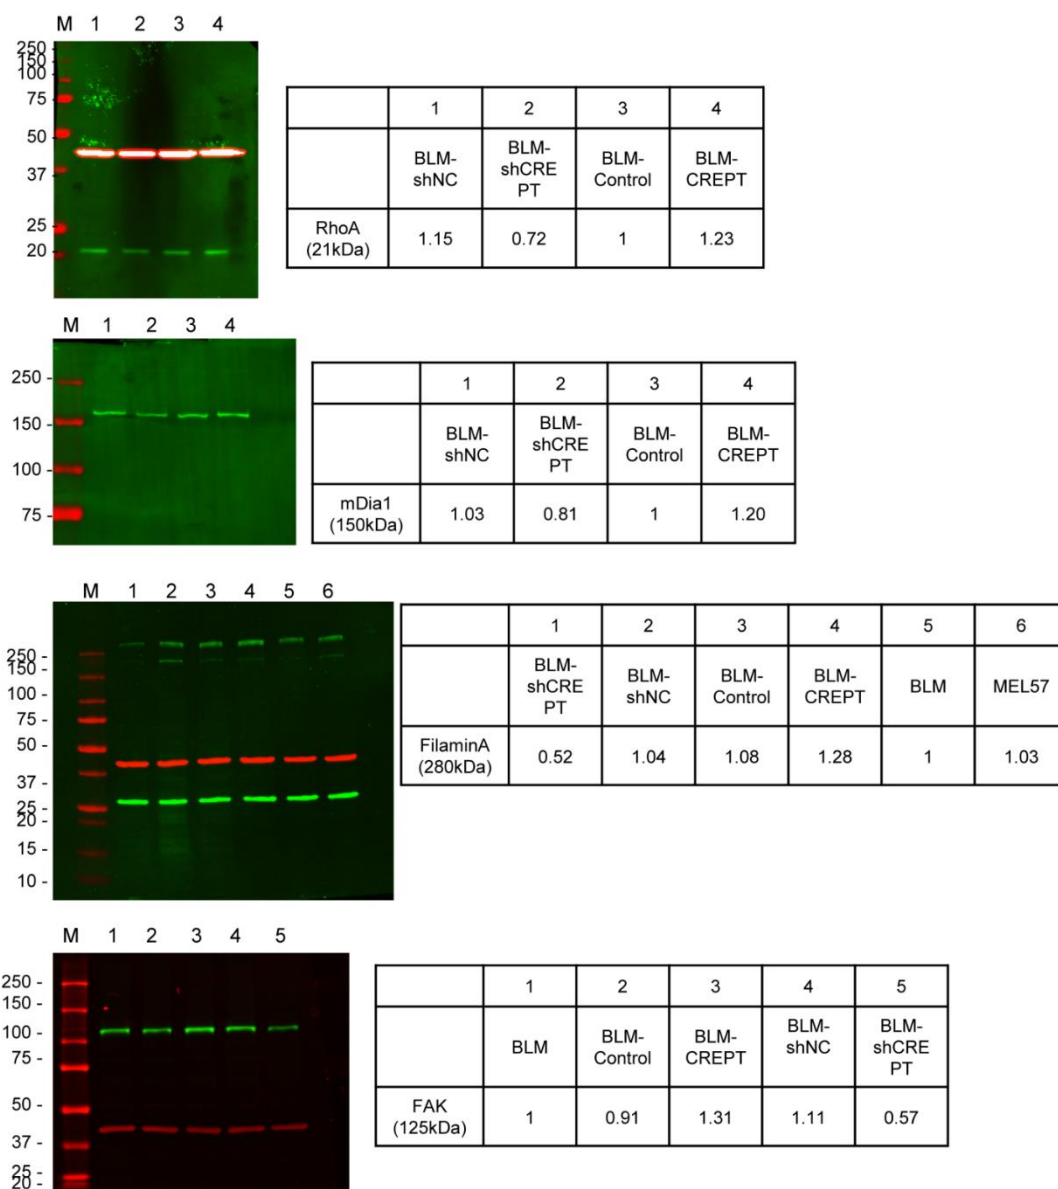 M 1 2 3 4
250
150
100
75 -
50 -
37 -
25 -
20 -
1 2 3 4
BLM-
shNC
BLM-
shCRE
PT
BLM-
Control
BLM-
CREPT
RhoA
(21kDa)
1.15 0.72 1 1.23
M 1 2 3 4
250 -
150 -
100 -
75 -
1 2 3 4
BLM-
shNC
BLM-
shCRE
PT
BLM-
Control
BLM-
CREPT
mDia1
(150kDa)
1.03 0.81 1 1.20
M 1 2 3 4 5 6
250 -
150 -
100 -
75 -
50 -
37 -
25 -
20 -
15 -
10 -
1 2 3 4 5 6
BLM-
shCRE
PT
BLM-
shNC
BLM-
Control
BLM-
CREPT
BLM
MEL57
FilaminA
(280kDa)
0.52 1.04 1.08 1.28 1 1.03
M 1 2 3 4 5
250 -
150 -
100 -
75 -
50 -
37 -
25 -
20 -
1 2 3 4 5
BLM
BLM-
Control
BLM-
CREPT
BLM-
shNC
BLM-
shCRE
PT
FAK
(125kDa)
1 0.91 1.31 1.11 0.57